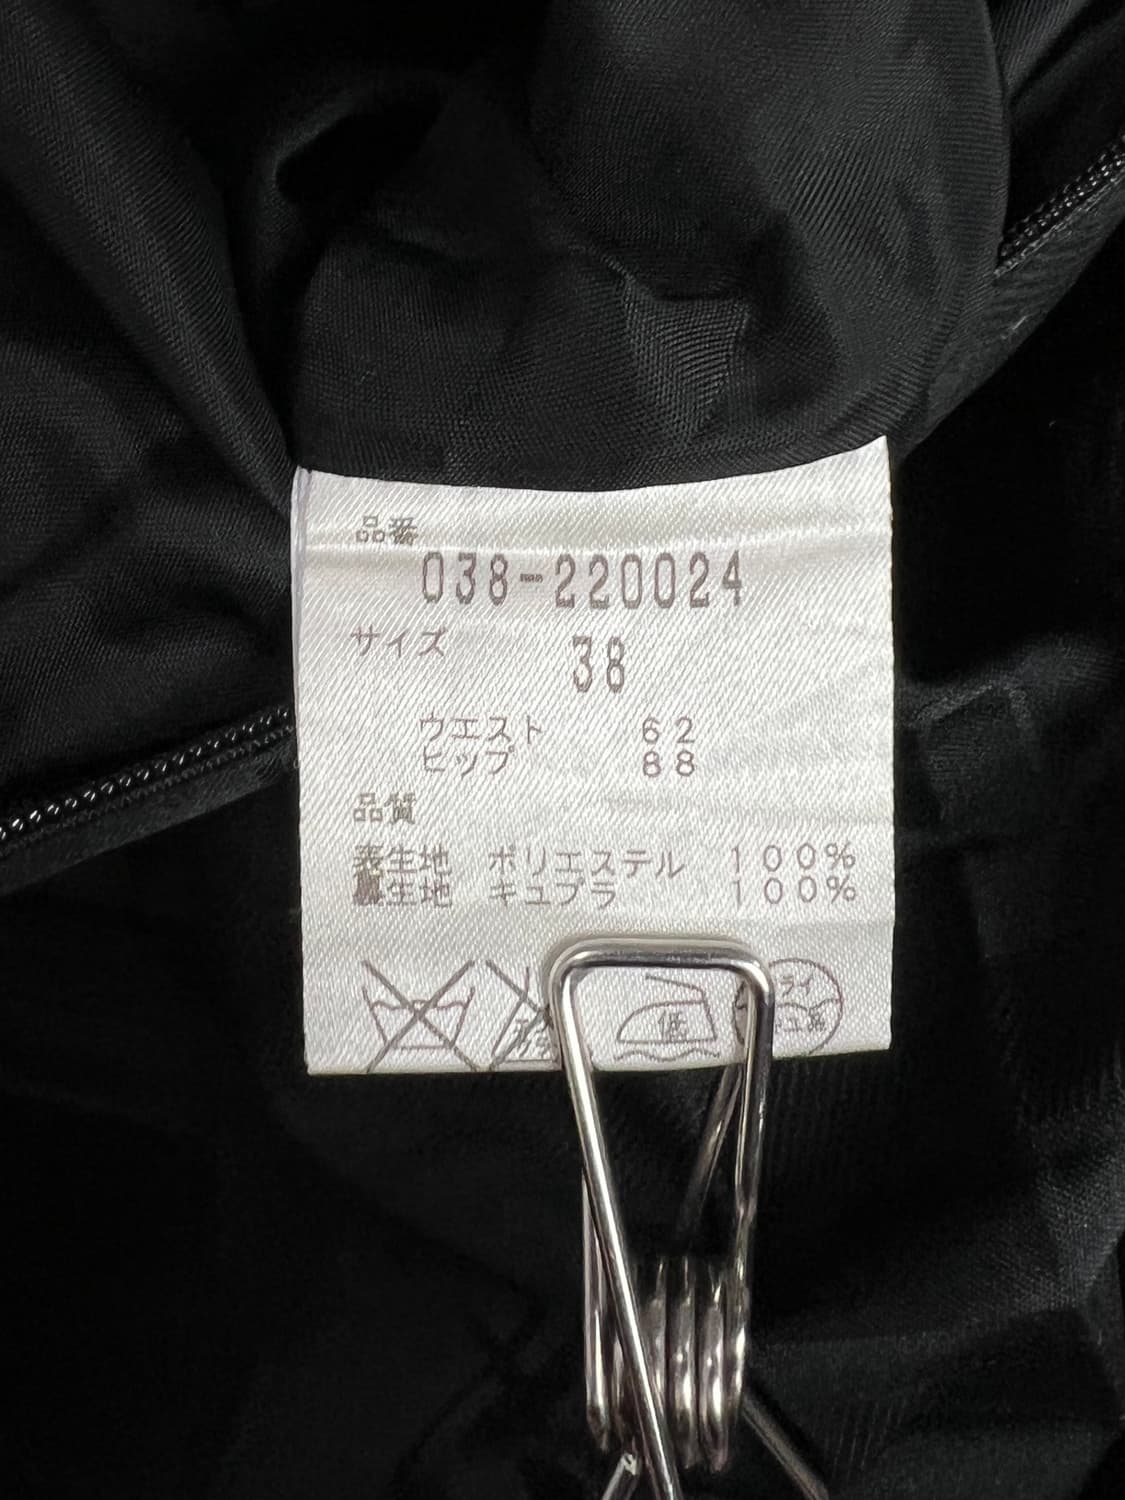 品番
038-220024
サイズ 38
ウエスト 62
ヒップ 88
品質
表生地 ポリエステル 100%
裏生地 キュプラ 100%
低